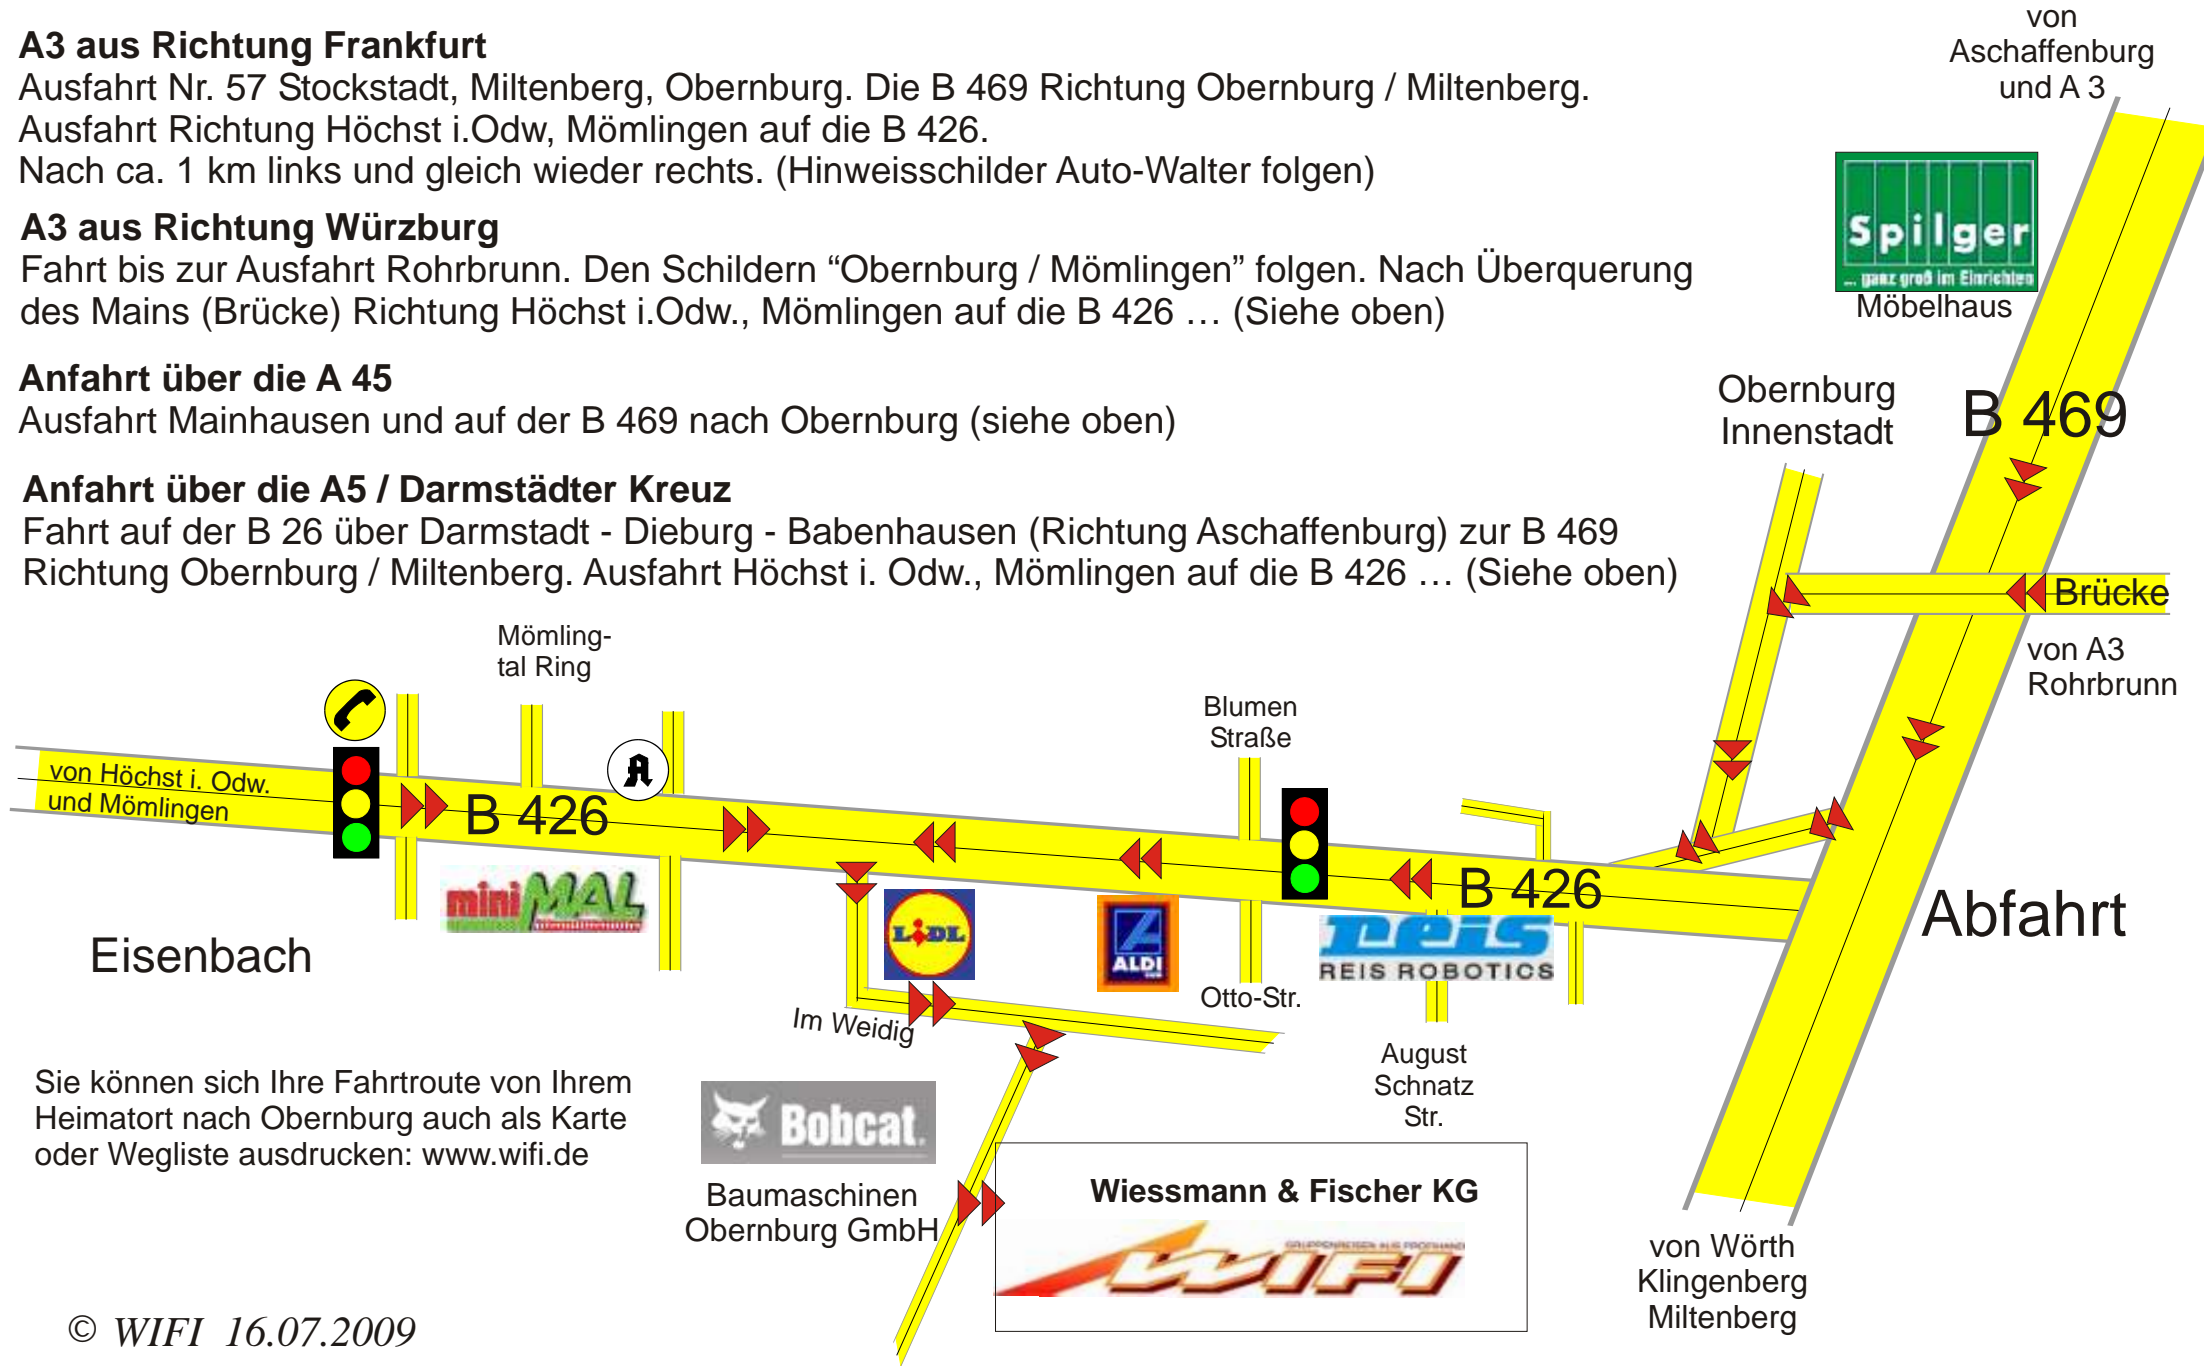 A3 aus Richtung Frankfurt
Ausfahrt Nr. 57 Stockstadt, Miltenberg, Obernburg. Die B 469 Richtung Obernburg / Miltenberg.
Ausfahrt Richtung Höchst i.Odw, Mömlingen auf die B 426.
Nach ca. 1 km links und gleich wieder rechts. (Hinweisschilder Auto-Walter folgen)
A3 aus Richtung Würzburg
Fahrt bis zur Ausfahrt Rohrbrunn. Den Schildern “Obernburg / Mömlingen” folgen. Nach Überquerung
des Mains (Brücke) Richtung Höchst i.Odw., Mömlingen auf die B 426 … (Siehe oben)
Anfahrt über die A 45
Ausfahrt Mainhausen und auf der B 469 nach Obernburg (siehe oben)
Anfahrt über die A5 / Darmstädter Kreuz
Fahrt auf der B 26 über Darmstadt - Dieburg - Babenhausen (Richtung Aschaffenburg) zur B 469
Richtung Obernburg / Miltenberg. Ausfahrt Höchst i. Odw., Mömlingen auf die B 426 … (Siehe oben)
von
Aschaffenburg
und A 3
Spilger
... ganz groß im Einrichten
Möbelhaus
Obernburg
Innenstadt
B 469
Brücke
von A3
Rohrbrunn
Mömling-
tal Ring
Blumen
Straße
von Höchst i. Odw.
und Mömlingen
A
B 426
B 426
Abfahrt
miniMAL
LIDL
ALDI
reis
REIS ROBOTICS
Eisenbach
Otto-Str.
Im Weidig
August
Schnatz
Str.
Sie können sich Ihre Fahrtroute von Ihrem
Heimatort nach Obernburg auch als Karte
oder Wegliste ausdrucken: www.wifi.de
Bobcat.
Baumaschinen
Obernburg GmbH
Wiessmann & Fischer KG
GRUPPENREISEN AUS PROFIHAND
WIFI
von Wörth
Klingenberg
Miltenberg
© WIFI 16.07.2009